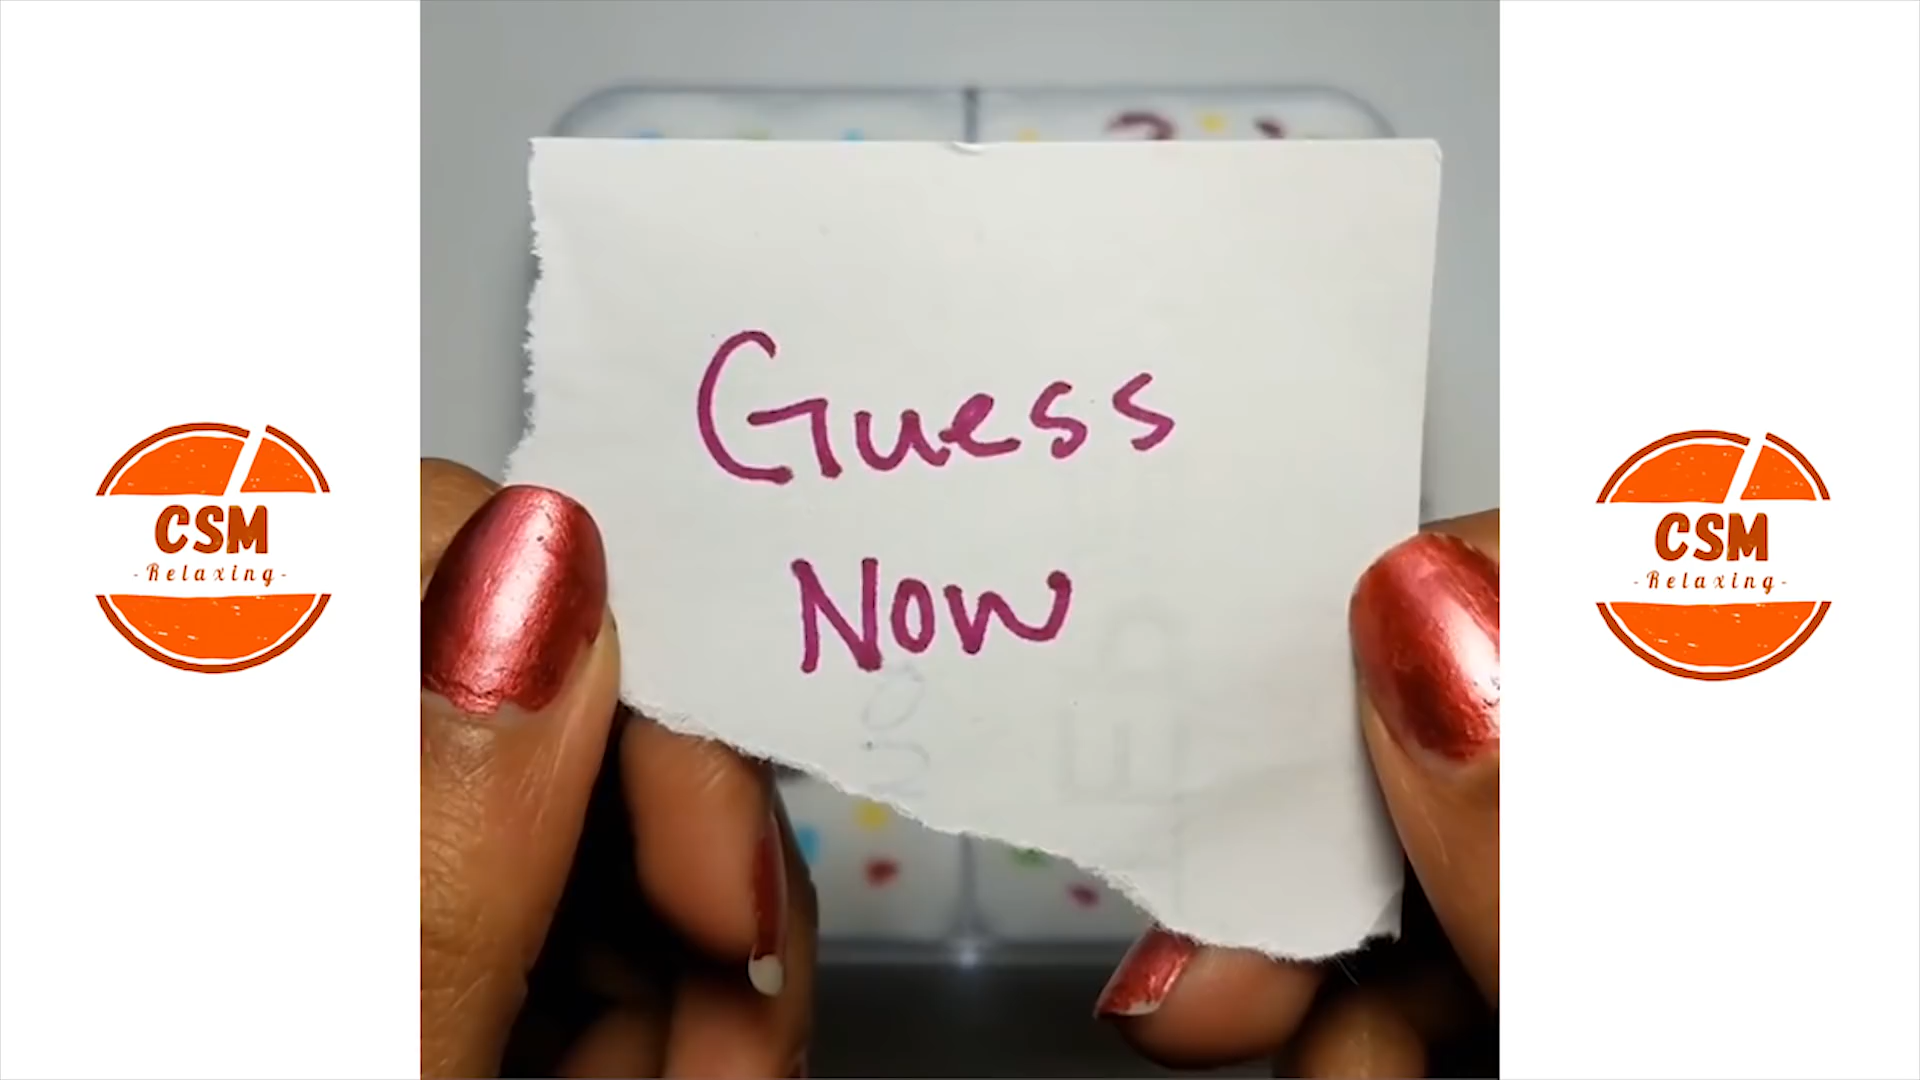 Guess
Now
CSM
-Relaxing-
CSM
-Relaxing-